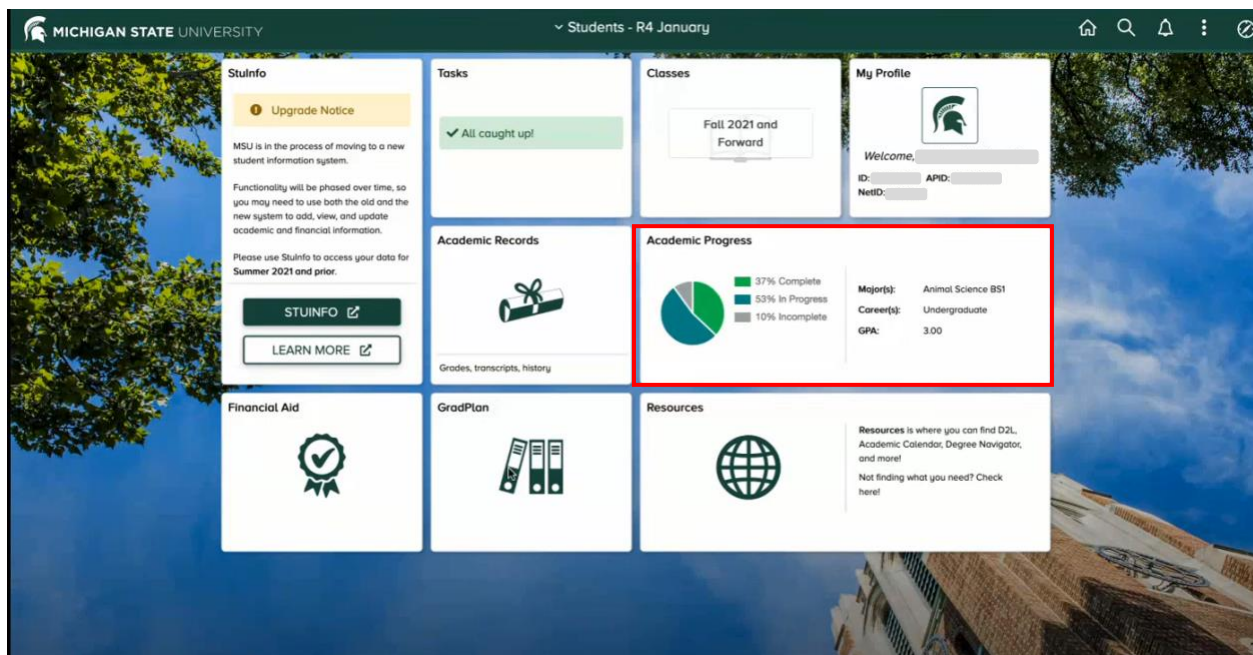 MICHIGAN STATE UNIVERSITY
Students - R4 January
StuInfo
Upgrade Notice
MSU is in the process of moving to a new
student information system.
Functionality will be phased over time, so
you may need to use both the old and the
new system to add, view, and update
academic and financial information.
Please use StuInfo to access your data for
Summer 2021 and prior.
STUINFO
LEARN MORE
Tasks
All caught up!
Classes
Fall 2021 and
Forward
My Profile
Welcome,
ID: APID:
NetID:
Academic Records
Grades, transcripts, history
Academic Progress
37% Complete
53% In Progress
10% Incomplete
Major(s): Animal Science BS1
Career(s): Undergraduate
GPA: 3.00
Financial Aid
GradPlan
Resources
Resources is where you can find D2L,
Academic Calendar, Degree Navigator,
and more!
Not finding what you need? Check
here!